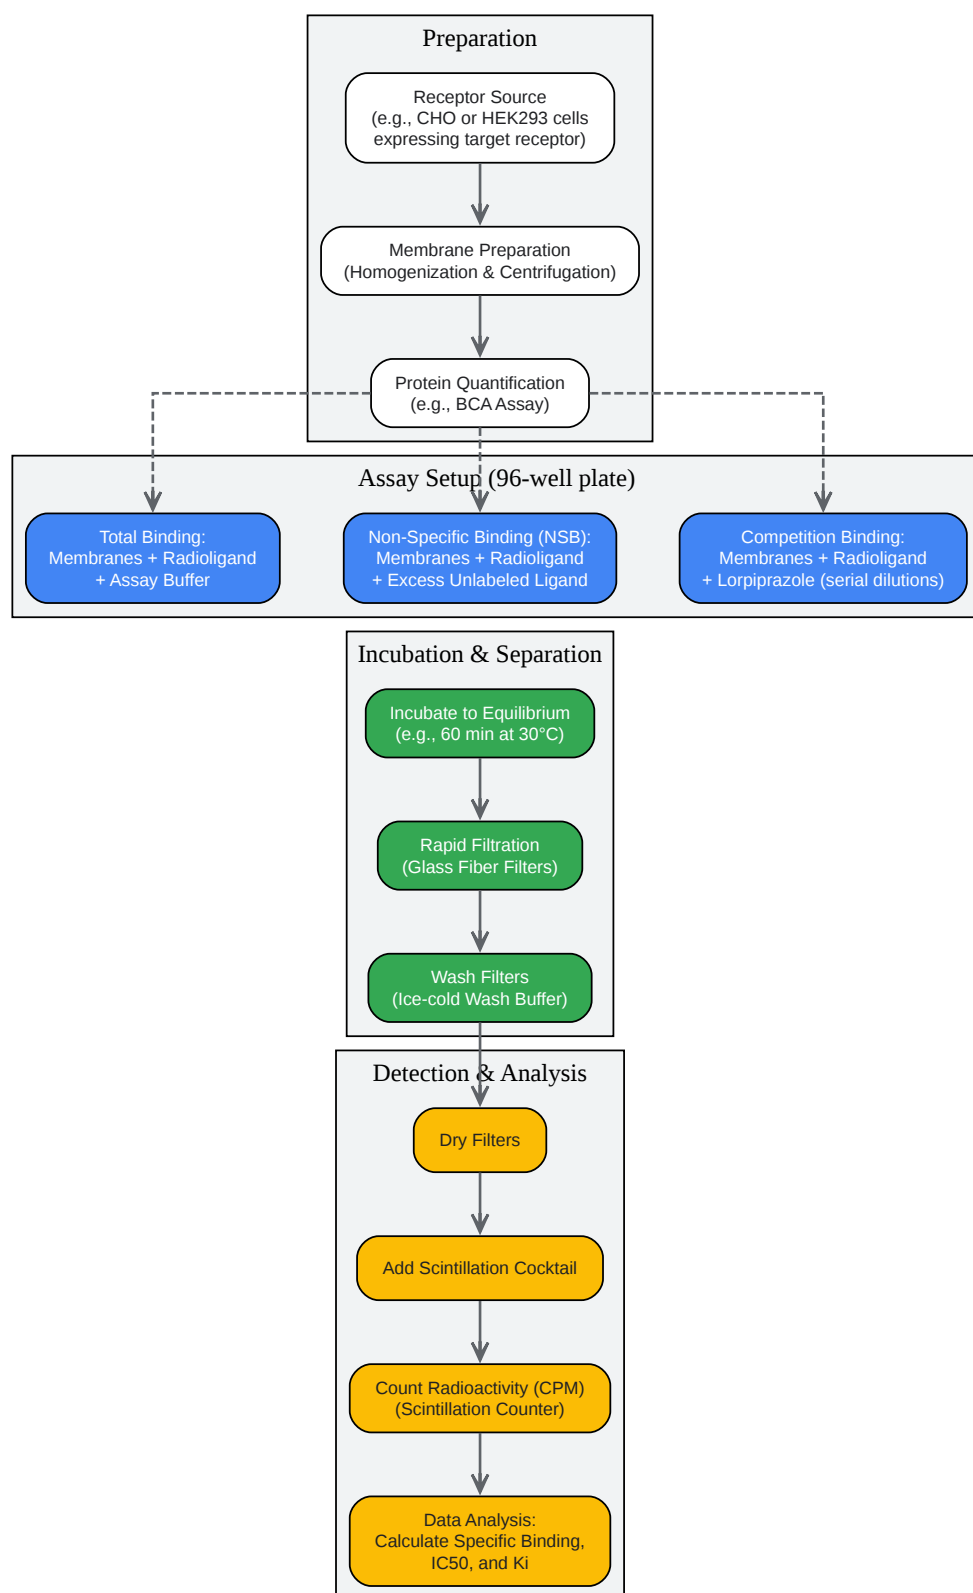 Preparation
Receptor Source
(e.g., CHO or HEK293 cells
expressing target receptor)
Membrane Preparation
(Homogenization & Centrifugation)
Protein Quantification
(e.g., BCA Assay)
Assay Setup (96-well plate)
Total Binding:
Membranes + Radioligand
+ Assay Buffer
Non-Specific Binding (NSB):
Membranes + Radioligand
+ Excess Unlabeled Ligand
Competition Binding:
Membranes + Radioligand
+ Lorpiprazole (serial dilutions)
Incubation & Separation
Incubate to Equilibrium
(e.g., 60 min at 30°C)
Rapid Filtration
(Glass Fiber Filters)
Wash Filters
(Ice-cold Wash Buffer)
Detection & Analysis
Dry Filters
Add Scintillation Cocktail
Count Radioactivity (CPM)
(Scintillation Counter)
Data Analysis:
Calculate Specific Binding,
IC50, and Ki